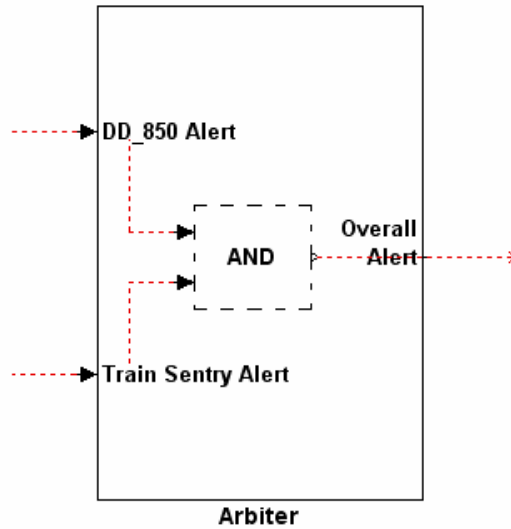 DD_850 Alert
Overall
AND
Alert
Train Sentry Alert
Arbiter